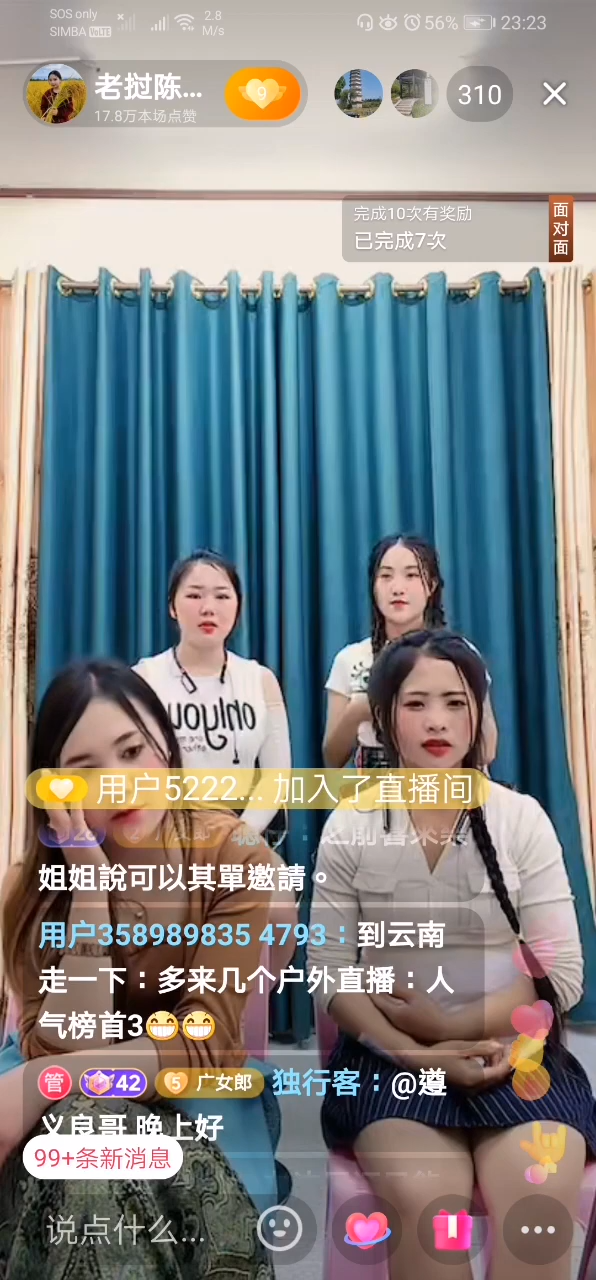 SOS only
SIMBA VoLTE
2.8
M/s
56%
23:23
老挝陈...
17.8万本场点赞
9
310
完成10次有奖励
已完成7次
面对面
onlyou
用户5222... 加入了直播间
姐姐說可以其單邀請。
用户358989835 4793：到云南
走一下：多来几个户外直播：人
气榜首3😁😁
管 42 5 广女郎 独行客：@遵
义良哥 晚上好
99+条新消息
说点什么...